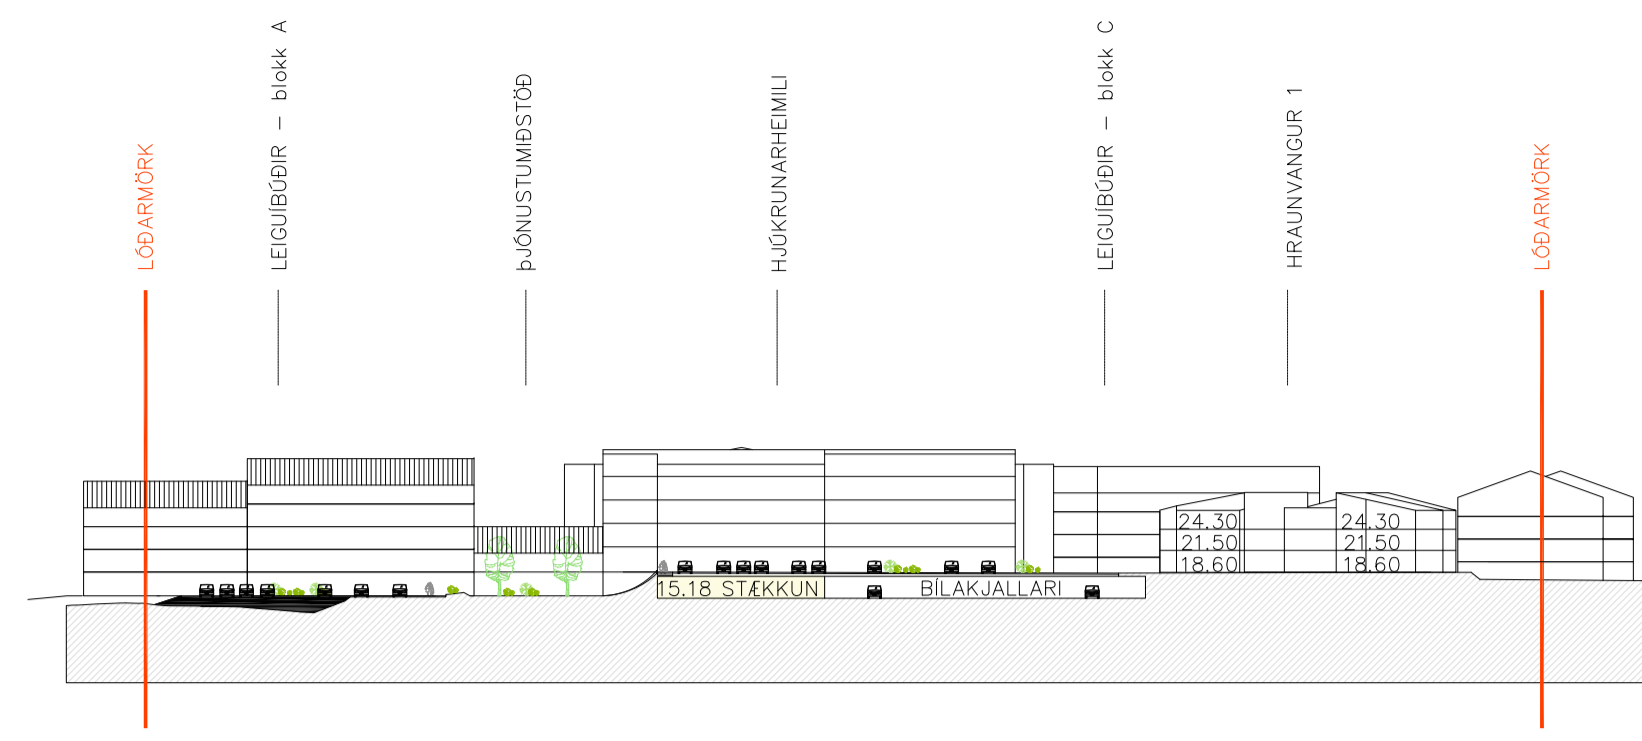 LÓÐARMÖRK
LEIGUÍBÚÐIR – blokk A
ÞJÓNUSTUMIÐSTÖÐ
HJÚKRUNARHEIMILI
LEIGUÍBÚÐIR – blokk C
HRAUNVANGUR 1
LÓÐARMÖRK
24.30
21.50
18.60
24.30
21.50
18.60
15.18 STÆKKUN
BÍLAKJALLARI